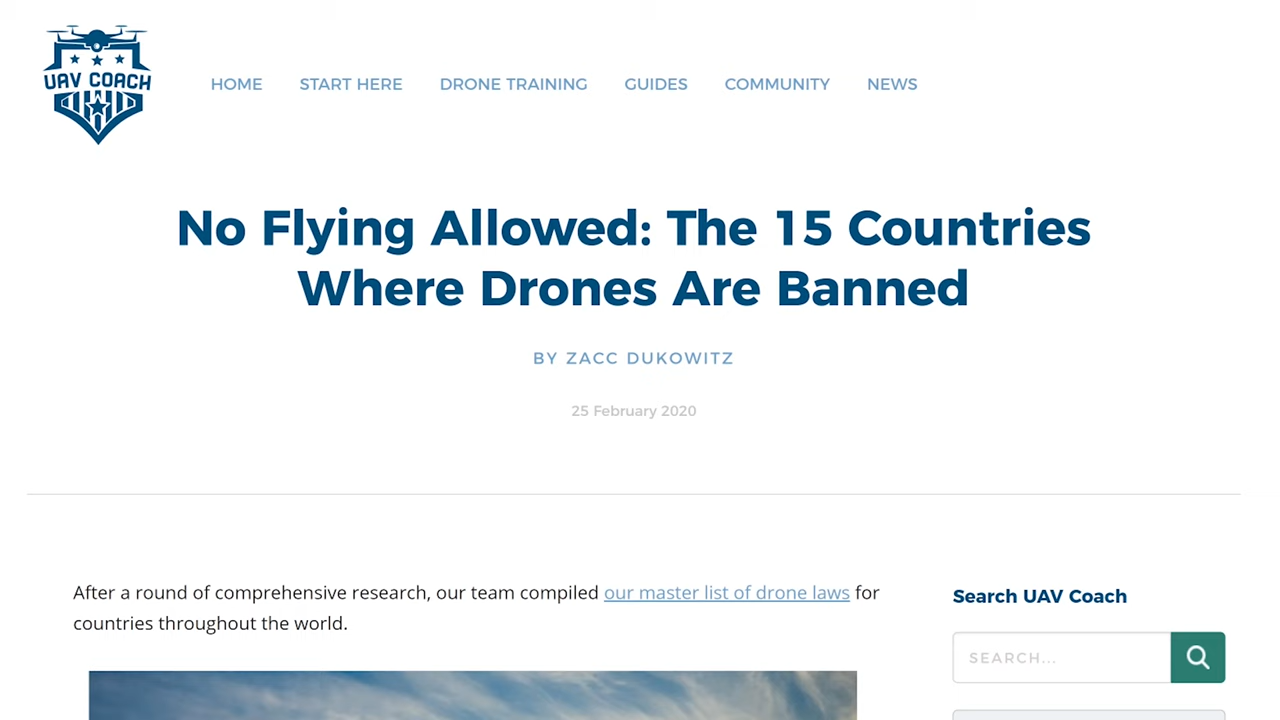 UAV COACH
HOME START HERE DRONE TRAINING GUIDES COMMUNITY NEWS
No Flying Allowed: The 15 Countries
Where Drones Are Banned
BY ZACC DUKOWITZ
25 February 2020
After a round of comprehensive research, our team compiled our master list of drone laws for
countries throughout the world.
Search UAV Coach
SEARCH...